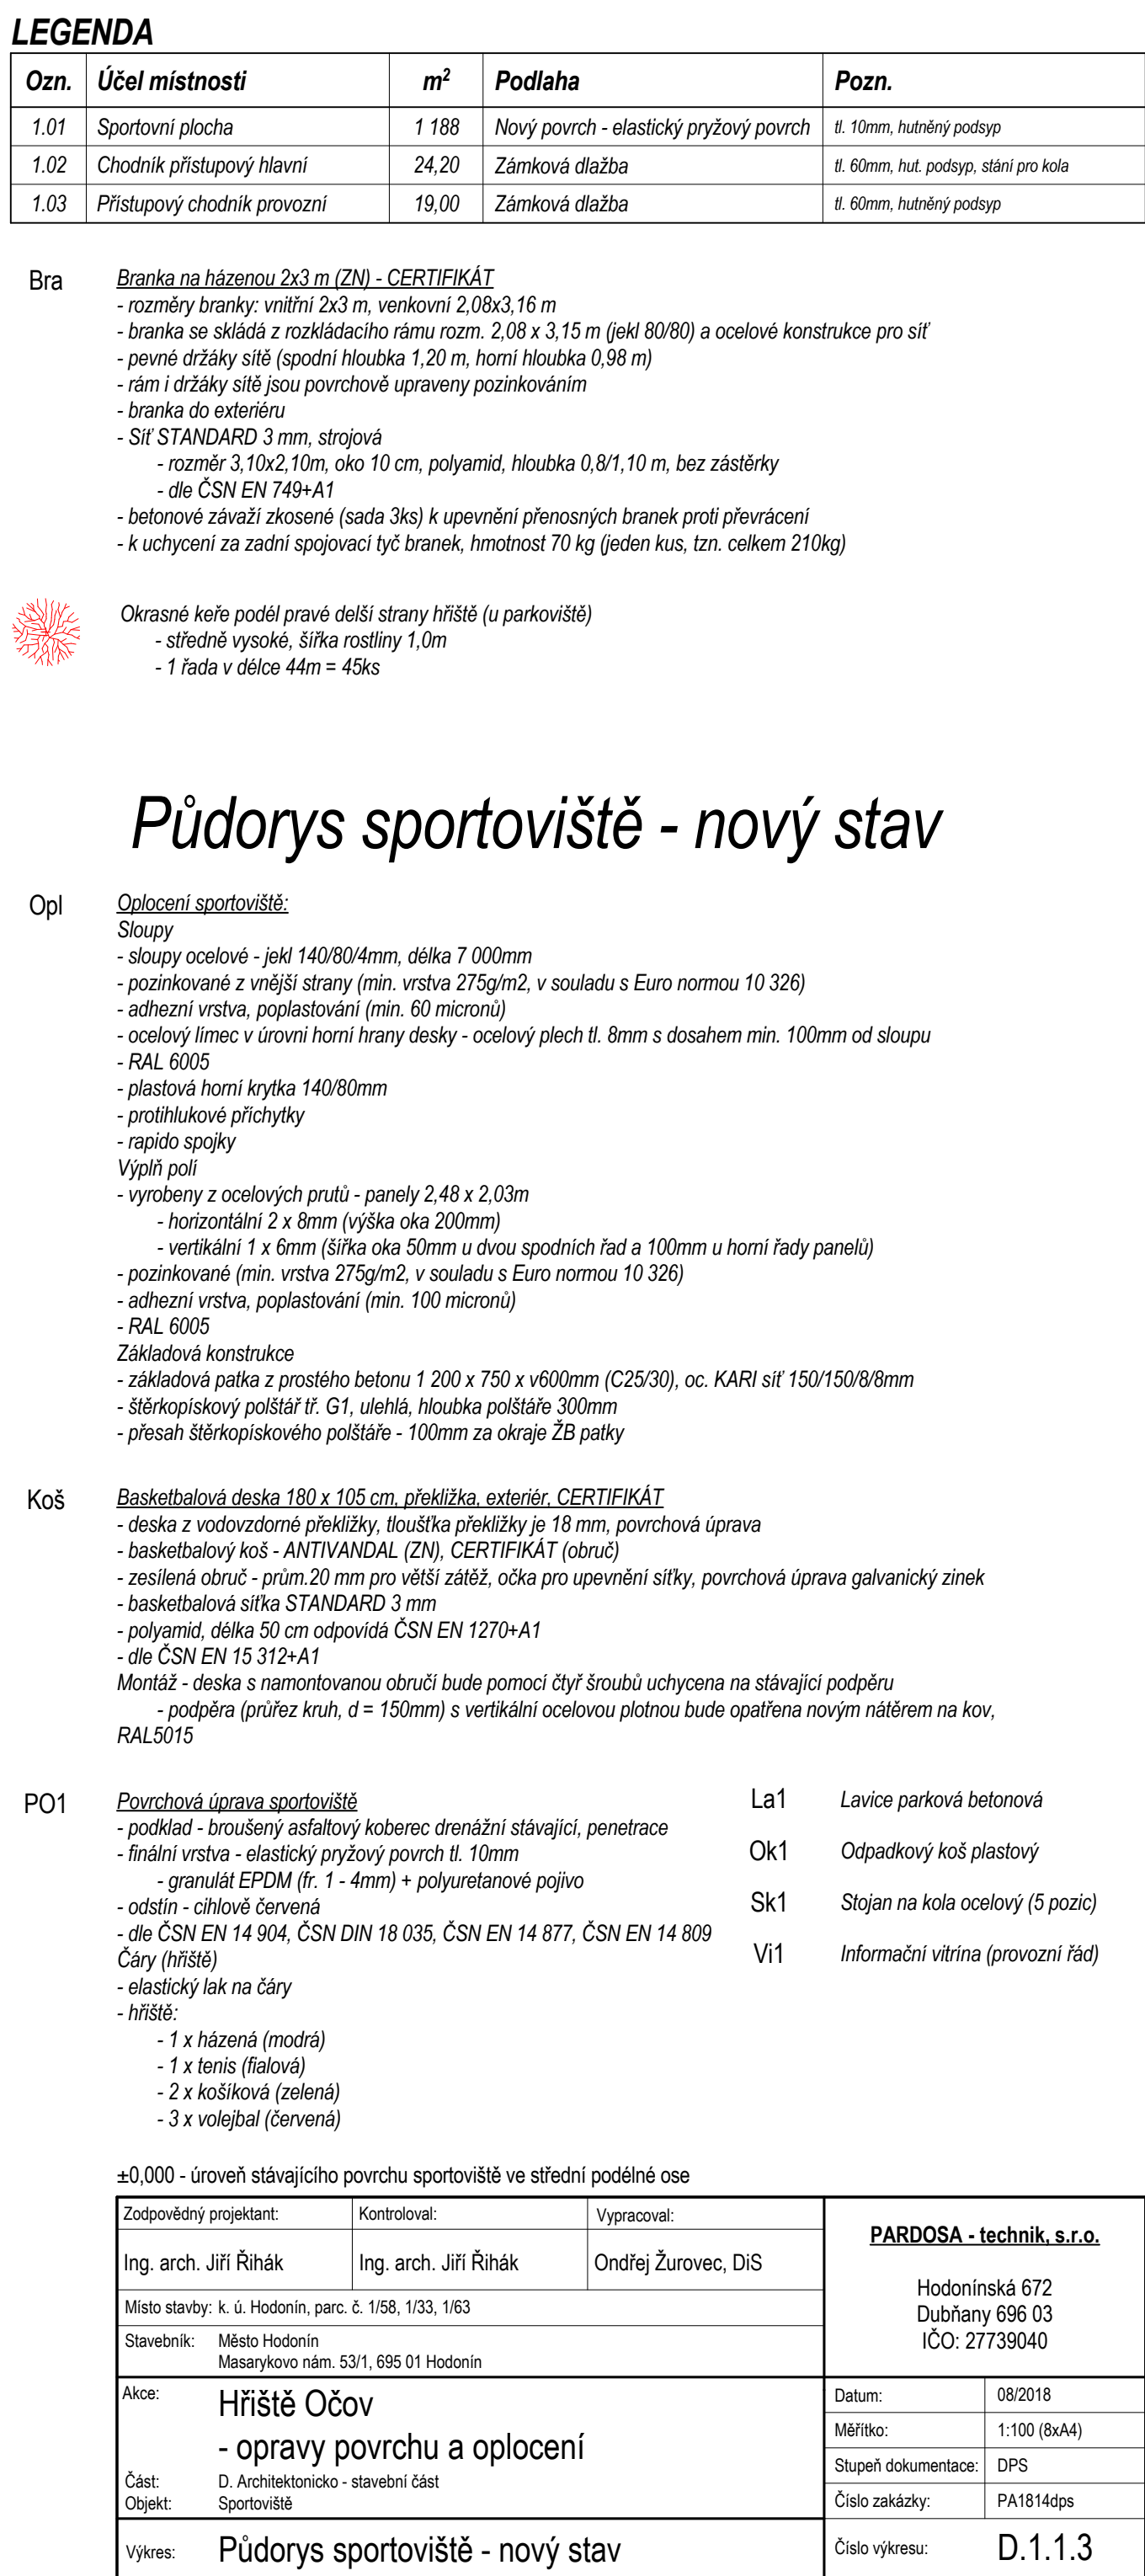 LEGENDA
Ozn. Účel místnosti m² Podlaha Pozn.
1.01 Sportovní plocha 1 188 Nový povrch - elastický pryžový povrch tl. 10mm, hutněný podsyp
1.02 Chodník přístupový hlavní 24,20 Zámková dlažba tl. 60mm, hut. podsyp, stání pro kola
1.03 Přístupový chodník provozní 19,00 Zámková dlažba tl. 60mm, hutněný podsyp
Bra Branka na házenou 2x3 m (ZN) - CERTIFIKÁT
- rozměry branky: vnitřní 2x3 m, venkovní 2,08x3,16 m
- branka se skládá z rozkládacího rámu rozm. 2,08 x 3,15 m (jekl 80/80) a ocelové konstrukce pro síť
- pevné držáky sítě (spodní hloubka 1,20 m, horní hloubka 0,98 m)
- rám i držáky sítě jsou povrchově upraveny pozinkováním
- branka do exteriéru
- Síť STANDARD 3 mm, strojová
- rozměr 3,10x2,10m, oko 10 cm, polyamid, hloubka 0,8/1,10 m, bez zástěrky
- dle ČSN EN 749+A1
- betonové závaží zkosené (sada 3ks) k upevnění přenosných branek proti převrácení
- k uchycení za zadní spojovací tyč branek, hmotnost 70 kg (jeden kus, tzn. celkem 210kg)
Okrasné keře podél pravé delší strany hřiště (u parkoviště)
- středně vysoké, šířka rostliny 1,0m
- 1 řada v délce 44m = 45ks
Půdorys sportoviště - nový stav
Opl Oplocení sportoviště:
Sloupy
- sloupy ocelové - jekl 140/80/4mm, délka 7 000mm
- pozinkované z vnější strany (min. vrstva 275g/m2, v souladu s Euro normou 10 326)
- adhezní vrstva, poplastování (min. 60 micronů)
- ocelový límec v úrovni horní hrany desky - ocelový plech tl. 8mm s dosahem min. 100mm od sloupu
- RAL 6005
- plastová horní krytka 140/80mm
- protihlukové příchytky
- rapido spojky
Výplň polí
- vyrobeny z ocelových prutů - panely 2,48 x 2,03m
- horizontální 2 x 8mm (výška oka 200mm)
- vertikální 1 x 6mm (šířka oka 50mm u dvou spodních řad a 100mm u horní řady panelů)
- pozinkované (min. vrstva 275g/m2, v souladu s Euro normou 10 326)
- adhezní vrstva, poplastování (min. 100 micronů)
- RAL 6005
Základová konstrukce
- základová patka z prostého betonu 1 200 x 750 x v600mm (C25/30), oc. KARI síť 150/150/8/8mm
- štěrkopískový polštář tř. G1, ulehlá, hloubka polštáře 300mm
- přesah štěrkopískového polštáře - 100mm za okraje ŽB patky
Koš Basketbalová deska 180 x 105 cm, překližka, exteriér, CERTIFIKÁT
- deska z vodovzdorné překližky, tloušťka překližky je 18 mm, povrchová úprava
- basketbalový koš - ANTIVANDAL (ZN), CERTIFIKÁT (obruč)
- zesílená obruč - prům.20 mm pro větší zátěž, očka pro upevnění síťky, povrchová úprava galvanický zinek
- basketbalová síťka STANDARD 3 mm
- polyamid, délka 50 cm odpovídá ČSN EN 1270+A1
- dle ČSN EN 15 312+A1
Montáž - deska s namontovanou obručí bude pomocí čtyř šroubů uchycena na stávající podpěru
- podpěra (průřez kruh, d = 150mm) s vertikální ocelovou plotnou bude opatřena novým nátěrem na kov,
RAL5015
PO1 Povrchová úprava sportoviště
- podklad - broušený asfaltový koberec drenážní stávající, penetrace
- finální vrstva - elastický pryžový povrch tl. 10mm
- granulát EPDM (fr. 1 - 4mm) + polyuretanové pojivo
- odstín - cihlově červená
- dle ČSN EN 14 904, ČSN DIN 18 035, ČSN EN 14 877, ČSN EN 14 809
Čáry (hřiště)
- elastický lak na čáry
- hřiště:
- 1 x házená (modrá)
- 1 x tenis (fialová)
- 2 x košíková (zelená)
- 3 x volejbal (červená)
La1 Lavice parková betonová
Ok1 Odpadkový koš plastový
Sk1 Stojan na kola ocelový (5 pozic)
Vi1 Informační vitrína (provozní řád)
±0,000 - úroveň stávajícího povrchu sportoviště ve střední podélné ose
Zodpovědný projektant: Kontroloval: Vypracoval:
Ing. arch. Jiří Řihák Ing. arch. Jiří Řihák Ondřej Žurovec, DiS
Místo stavby: k. ú. Hodonín, parc. č. 1/58, 1/33, 1/63
Stavebník: Město Hodonín
Masarykovo nám. 53/1, 695 01 Hodonín
PARDOSA - technik, s.r.o.
Hodonínská 672
Dubňany 696 03
IČO: 27739040
Akce: Hřiště Očov
- opravy povrchu a oplocení
Část: D. Architektonicko - stavební část
Objekt: Sportoviště
Datum: 08/2018
Měřítko: 1:100 (8xA4)
Stupeň dokumentace: DPS
Číslo zakázky: PA1814dps
Výkres: Půdorys sportoviště - nový stav
Číslo výkresu: D.1.1.3